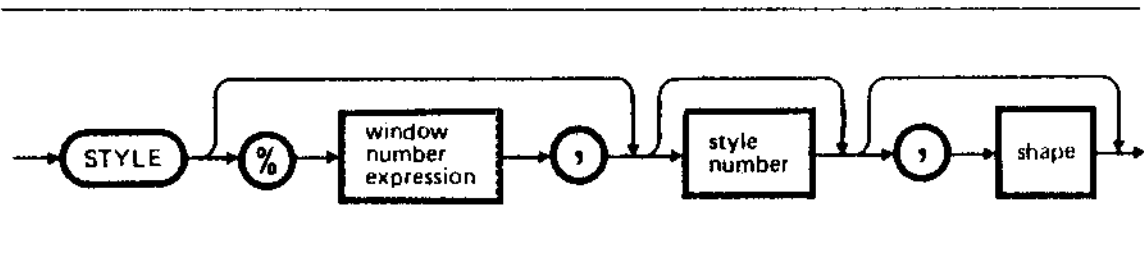 STYLE
%
window
number
expression
,
style
number
,
shape